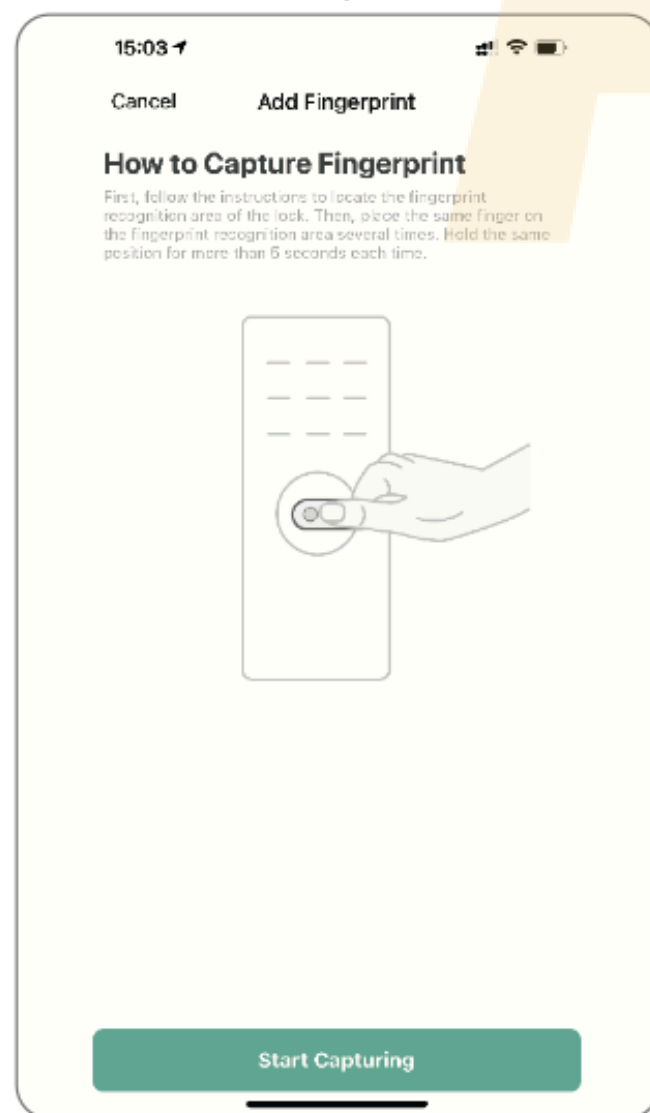 15:03
Cancel Add Fingerprint
How to Capture Fingerprint
First, follow the instructions to locate the fingerprint
recognition area of the lock. Then, place the same finger on
the fingerprint recognition area several times. Hold the same
position for more than 5 seconds each time.
Start Capturing